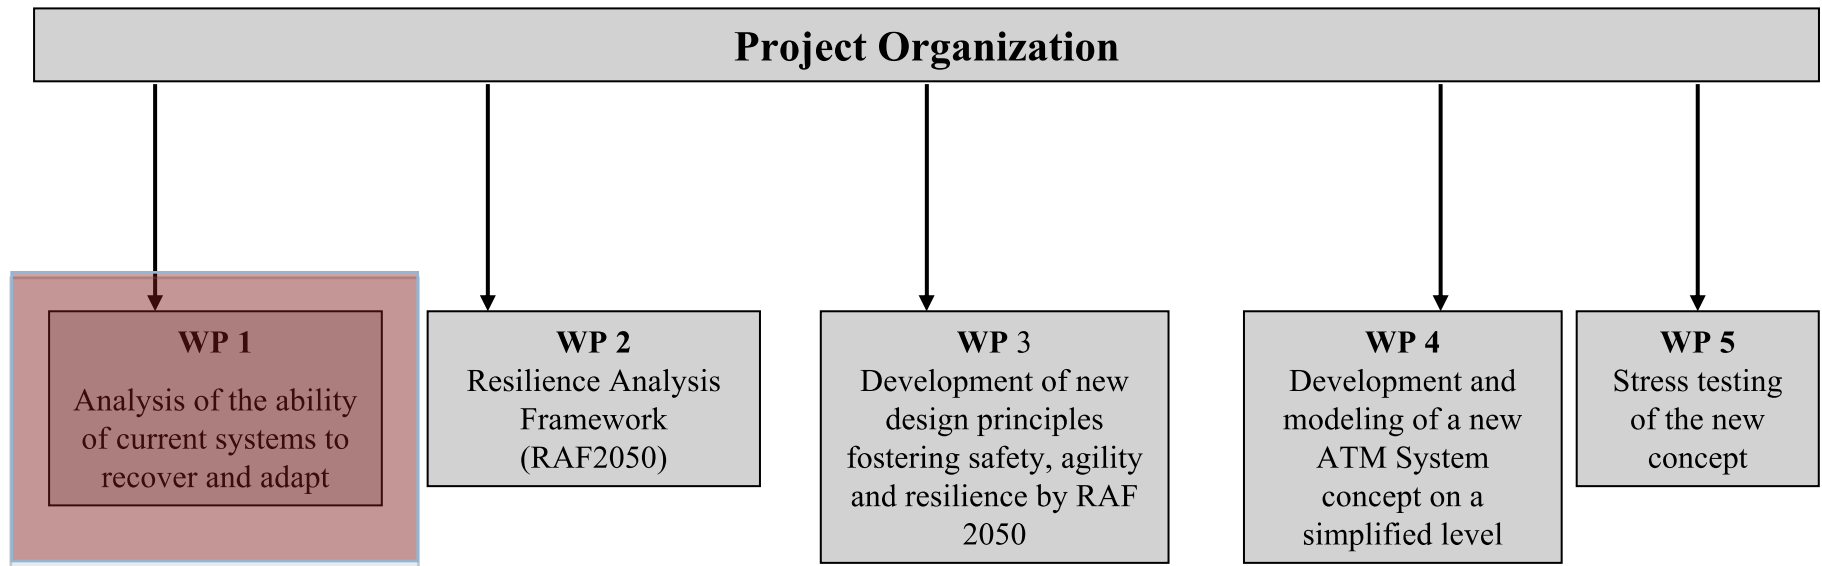 Project Organization
WP 1
Analysis of the ability
of current systems to
recover and adapt
WP 2
Resilience Analysis
Framework
(RAF2050)
WP 3
Development of new
design principles
fostering safety, agility
and resilience by RAF
2050
WP 4
Development and
modeling of a new
ATM System
concept on a
simplified level
WP 5
Stress testing
of the new
concept